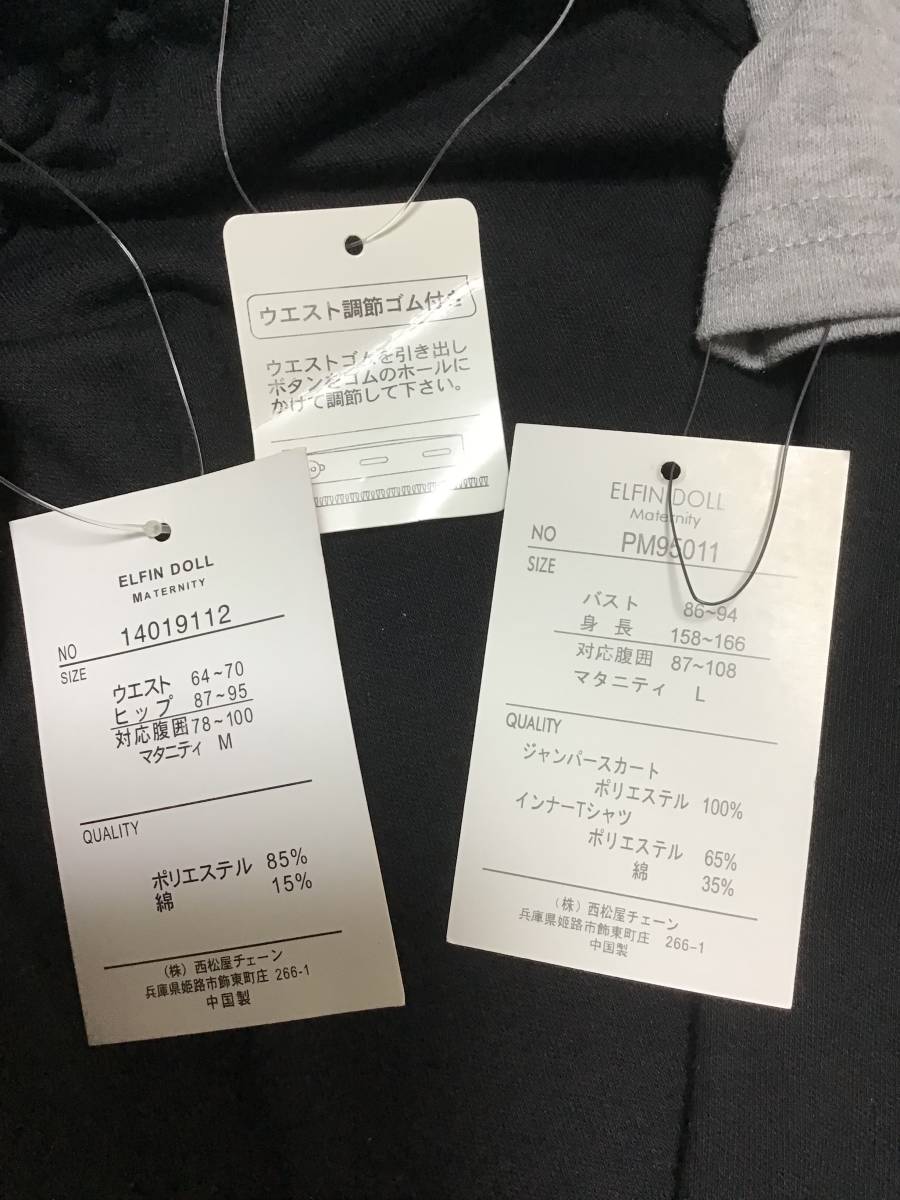 ウエスト調節ゴム付き
ウエストゴムを引き出し
ボタンをゴムのホールに
かけて調節して下さい。
ELFIN DOLL
MATERNITY
NO 14019112
SIZE
ウエスト 64~70
ヒップ 87~95
対応腹囲 78~100
マタニティ M
QUALITY
ポリエステル 85%
綿 15%
(株) 西松屋チェーン
兵庫県姫路市飾東町庄 266-1
中国製
ELFIN DOLL
Maternity
NO PM95011
SIZE
バスト 86~94
身長 158~166
対応腹囲 87~108
マタニティ L
QUALITY
ジャンパースカート
ポリエステル 100%
インナーTシャツ
ポリエステル 65%
綿 35%
(株) 西松屋チェーン
兵庫県姫路市飾東町庄 266-1
中国製